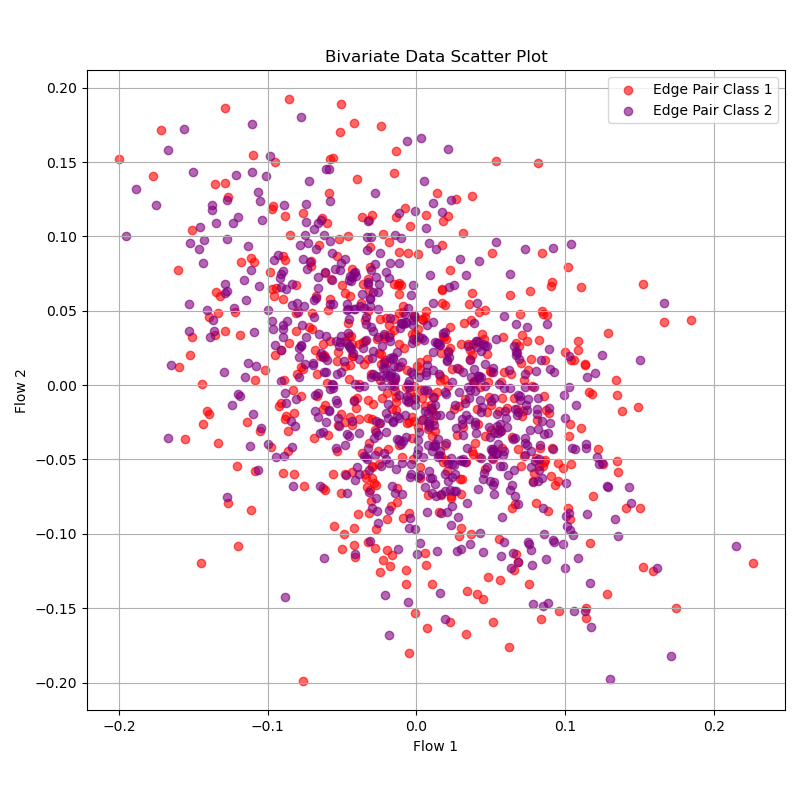 Bivariate Data Scatter Plot
Edge Pair Class 1
Edge Pair Class 2
0.20
0.15
0.10
0.05
0.00
−0.05
−0.10
−0.15
−0.20
Flow 2
−0.2
−0.1
0.0
0.1
0.2
Flow 1